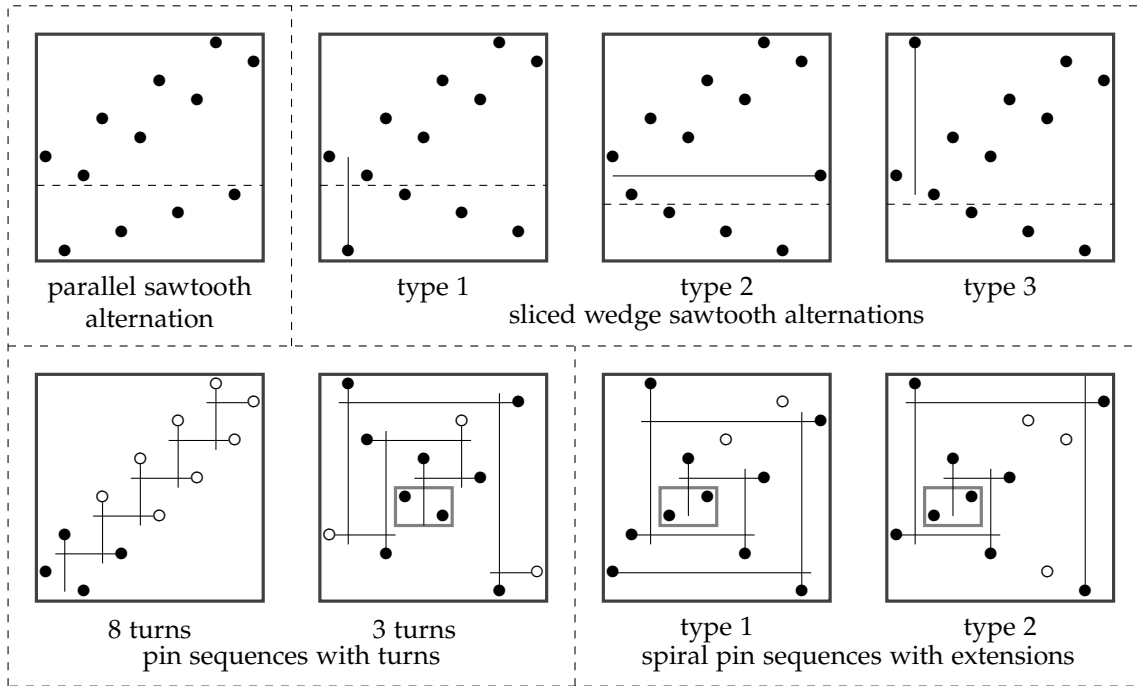 parallel sawtooth
alternation
type 1
type 2
type 3
sliced wedge sawtooth alternations
8 turns
3 turns
pin sequences with turns
type 1
type 2
spiral pin sequences with extensions